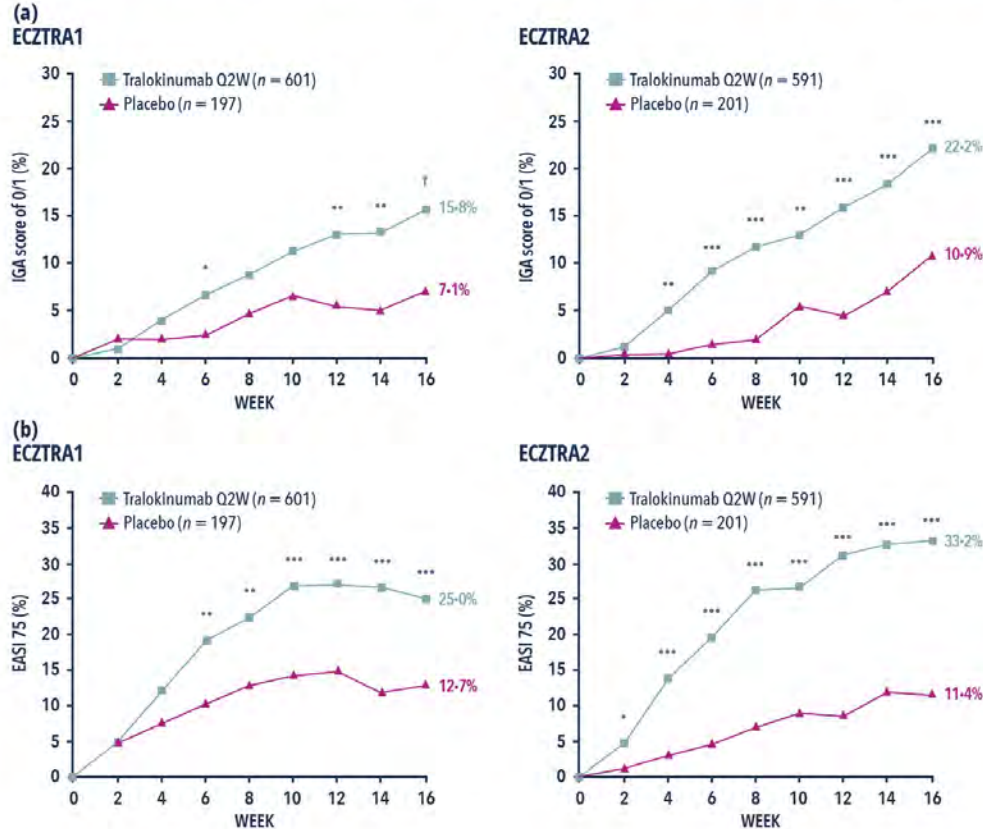 (a)
ECZTRA1
30
25
20
15
10
5
0
IGA score of 0/1 (%)
Tralokinumab Q2W (n = 601)
Placebo (n = 197)
*
**
**
†
15·8%
7·1%
0 2 4 6 8 10 12 14 16
WEEK
ECZTRA2
30
25
20
15
10
5
0
IGA score of 0/1 (%)
Tralokinumab Q2W (n = 591)
Placebo (n = 201)
**
***
***
**
***
***
***
22·2%
10·9%
0 2 4 6 8 10 12 14 16
WEEK
(b)
ECZTRA1
40
35
30
25
20
15
10
5
0
EASI 75 (%)
Tralokinumab Q2W (n = 601)
Placebo (n = 197)
**
**
***
***
***
***
25·0%
12·7%
0 2 4 6 8 10 12 14 16
WEEK
ECZTRA2
40
35
30
25
20
15
10
5
0
EASI 75 (%)
Tralokinumab Q2W (n = 591)
Placebo (n = 201)
*
***
***
***
***
***
***
***
33·2%
11·4%
0 2 4 6 8 10 12 14 16
WEEK